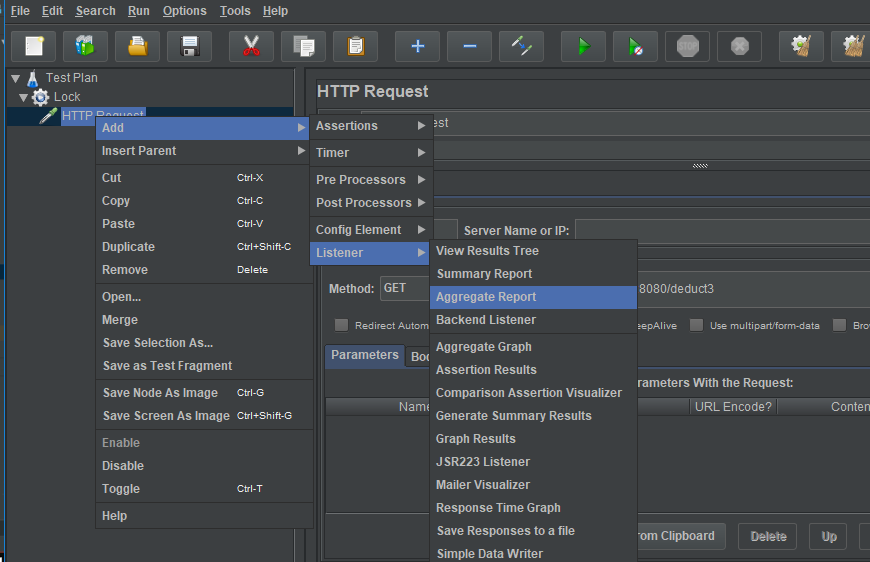 File Edit Search Run Options Tools Help
STOP
Test Plan
Lock
HTTP Request
HTTP Request
est
Add
Insert Parent
Cut Ctrl-X
Copy Ctrl-C
Paste Ctrl-V
Duplicate Ctrl+Shift-C
Remove Delete
Open...
Merge
Save Selection As...
Save as Test Fragment
Save Node As Image Ctrl-G
Save Screen As Image Ctrl+Shift-G
Enable
Disable
Toggle Ctrl-T
Help
Assertions
Timer
Pre Processors
Post Processors
Config Element
Listener
View Results Tree
Summary Report
Aggregate Report
Backend Listener
Aggregate Graph
Assertion Results
Comparison Assertion Visualizer
Generate Summary Results
Graph Results
JSR223 Listener
Mailer Visualizer
Response Time Graph
Save Responses to a file
Simple Data Writer
Server Name or IP:
Method: GET 8080/deduct3
Redirect Autom eepAlive Use multipart/form-data Brow
Parameters Bod
rameters With the Request:
Name URL Encode? Conten
rom Clipboard Delete Up